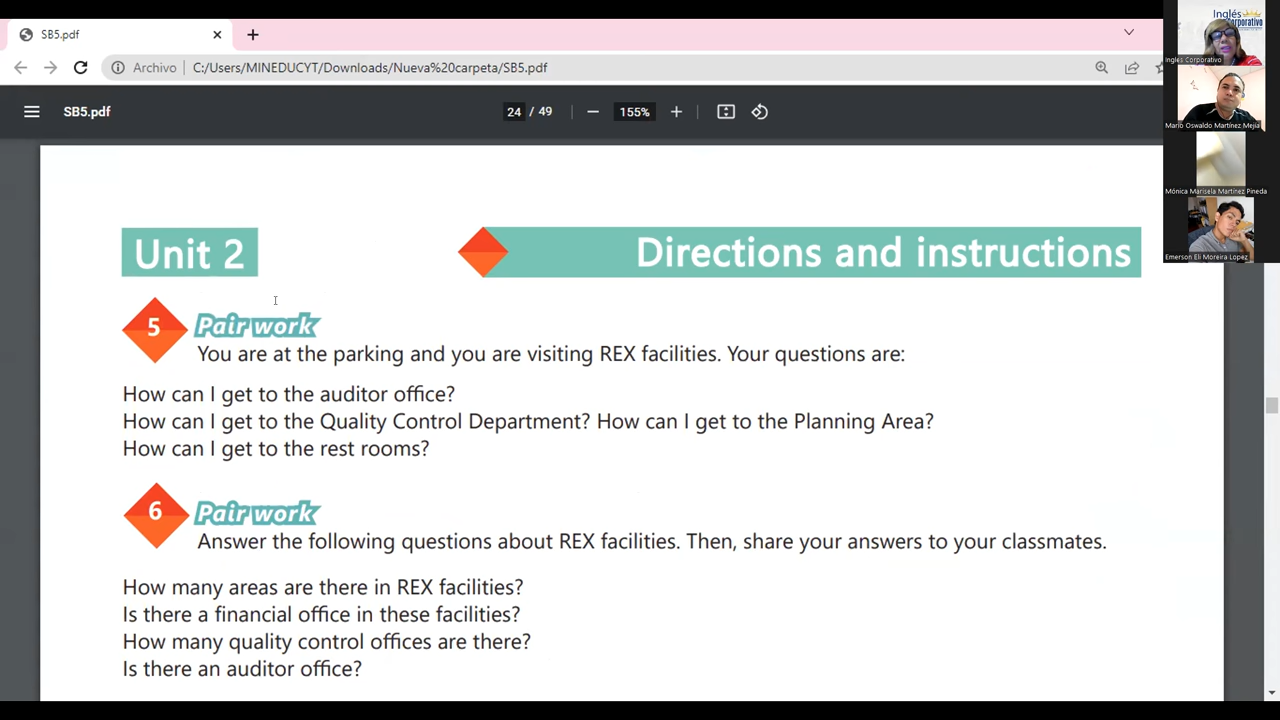 SB5.pdf
Archivo
C:/Users/MINEDUCYT/Downloads/Nueva%20carpeta/SB5.pdf
SB5.pdf
24 / 49
155%
Inglés
Corporativo
Ingles Corporativo
Mario Oswaldo Martínez Mejía
Mónica Marisela Martínez Pineda
Emerson Eli Moreira Lopez
Unit 2
Directions and instructions
5
Pair work
You are at the parking and you are visiting REX facilities. Your questions are:
How can I get to the auditor office?
How can I get to the Quality Control Department? How can I get to the Planning Area?
How can I get to the rest rooms?
6
Pair work
Answer the following questions about REX facilities. Then, share your answers to your classmates.
How many areas are there in REX facilities?
Is there a financial office in these facilities?
How many quality control offices are there?
Is there an auditor office?